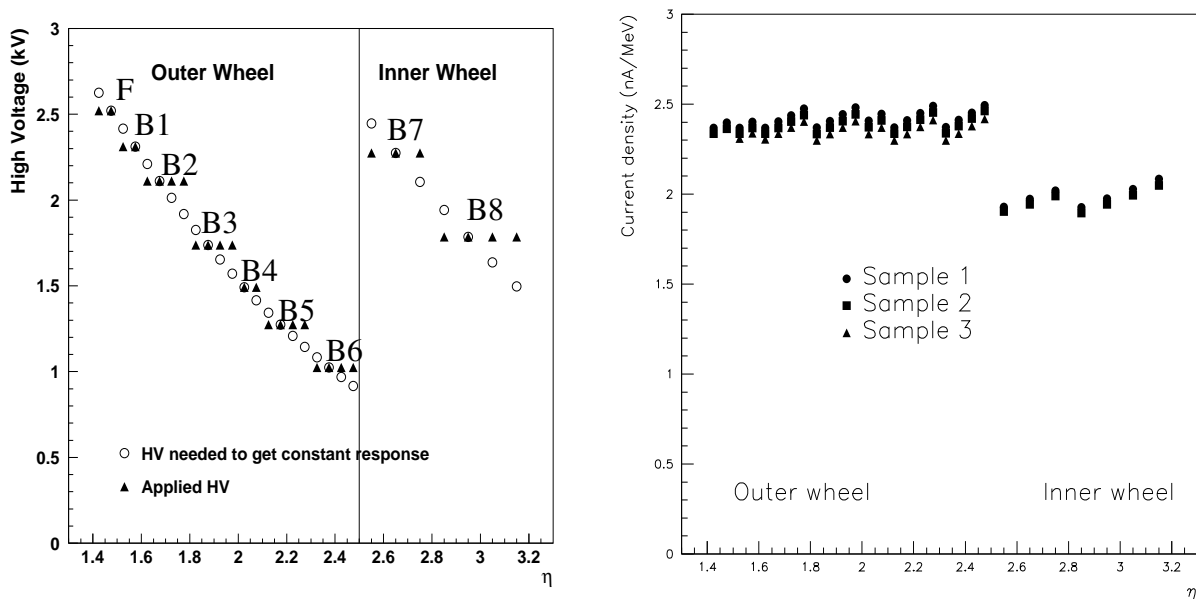 High Voltage (kV)
3
2.5
2
1.5
1
0.5
0
Outer Wheel
Inner Wheel
F
B1
B2
B3
B4
B5
B6
B7
B8
HV needed to get constant response
Applied HV
1.4 1.6 1.8 2 2.2 2.4 2.6 2.8 3 3.2
η
Current density (nA/MeV)
3
2.5
2
1.5
1
0.5
0
Sample 1
Sample 2
Sample 3
Outer wheel
Inner wheel
1.4 1.6 1.8 2 2.2 2.4 2.6 2.8 3 3.2
η